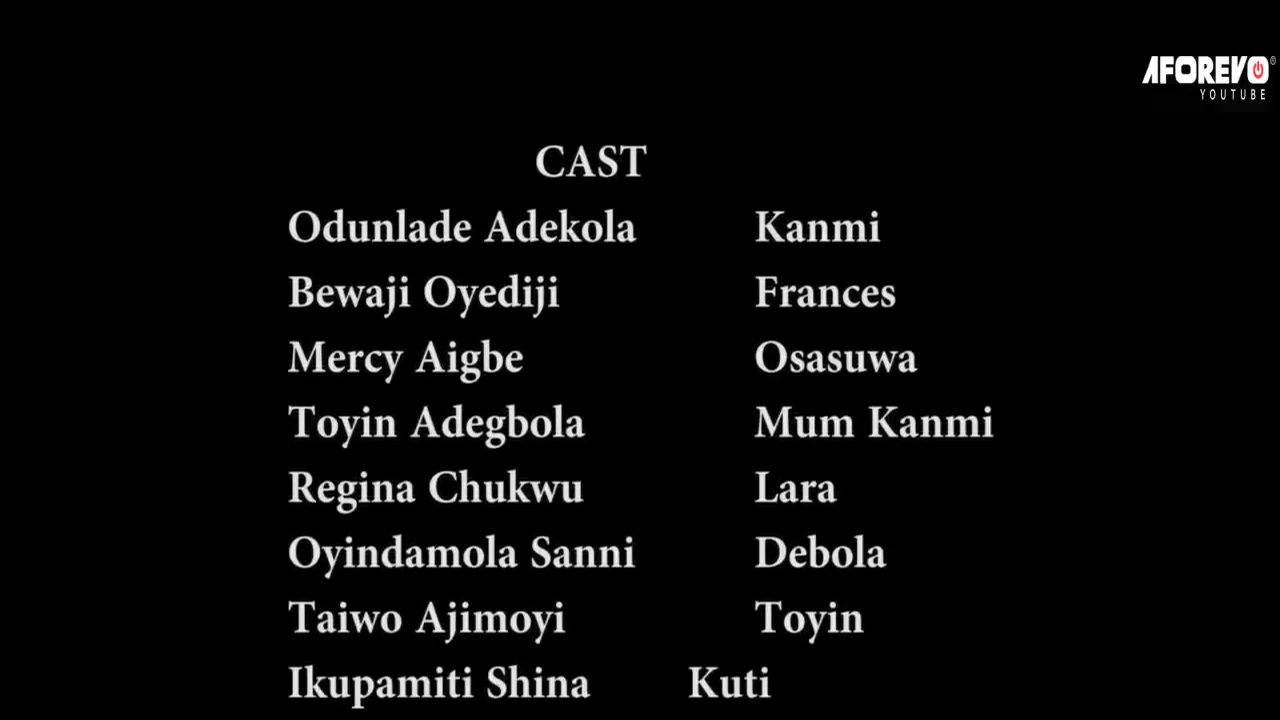 AFOREVO®
YOUTUBE
CAST
Odunlade Adekola Kanmi
Bewaji Oyediji Frances
Mercy Aigbe Osasuwa
Toyin Adegbola Mum Kanmi
Regina Chukwu Lara
Oyindamola Sanni Debola
Taiwo Ajimoyi Toyin
Ikupamiti Shina Kuti